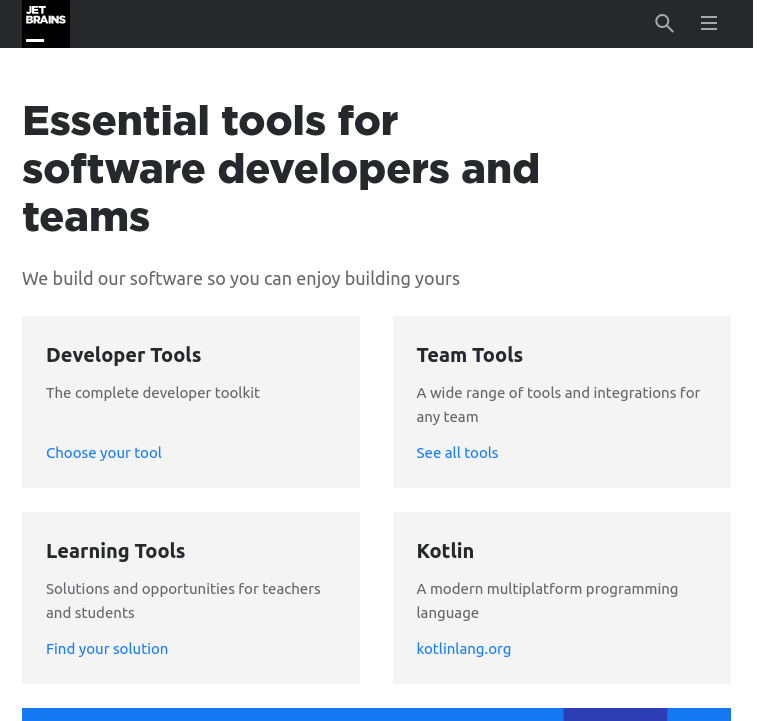 JET
BRAINS
Essential tools for
software developers and
teams
We build our software so you can enjoy building yours
Developer Tools
The complete developer toolkit
Choose your tool
Team Tools
A wide range of tools and integrations for
any team
See all tools
Learning Tools
Solutions and opportunities for teachers
and students
Find your solution
Kotlin
A modern multiplatform programming
language
kotlinlang.org